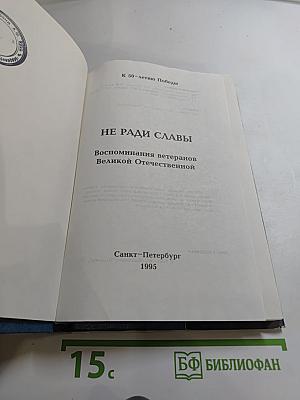 К 50-летию Победы
НЕ РАДИ СЛАВЫ
Воспоминания ветеранов
Великой Отечественной
Санкт-Петербург
1995
15с
БФ БИБЛИОФАН